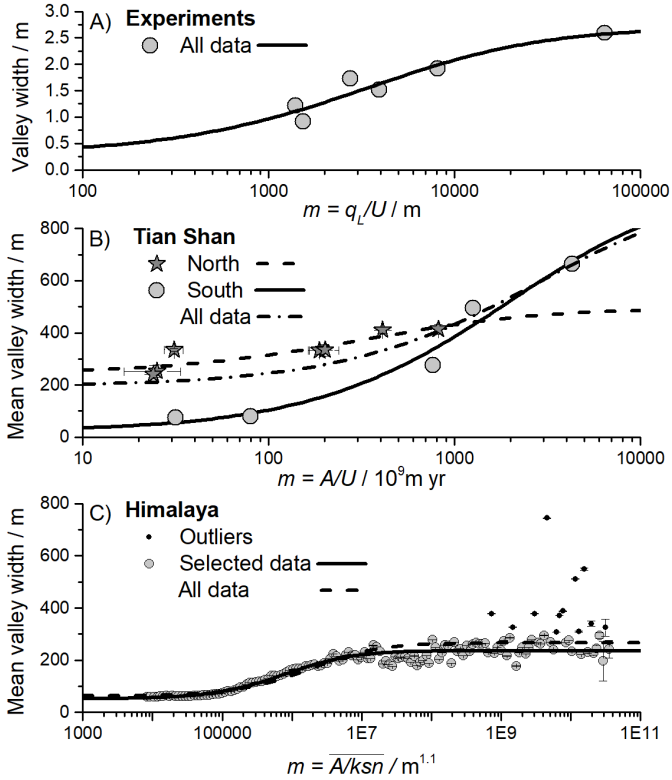 A) Experiments
All data
Valley width / m
3.0
2.5
2.0
1.5
1.0
0.5
0.0
100 1000 10000 100000
m = qL/U / m
B) Tian Shan
North
South
All data
Mean valley width / m
800
600
400
200
0
10 100 1000 10000
m = A/U / 10⁹m yr
C) Himalaya
Outliers
Selected data
All data
Mean valley width / m
800
600
400
200
0
1000 100000 1E7 1E9 1E11
m = A/ksn / m¹·¹